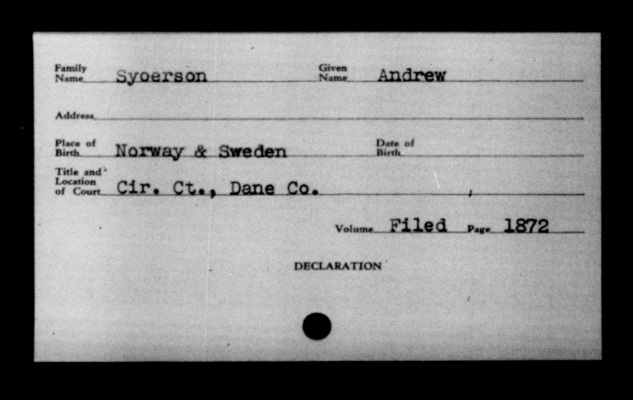 Family Name Syoerson Given Name Andrew
Address
Place of Birth Norway & Sweden Date of Birth
Title and Location of Court Cir. Ct., Dane Co.
Volume Filed Page 1872
DECLARATION